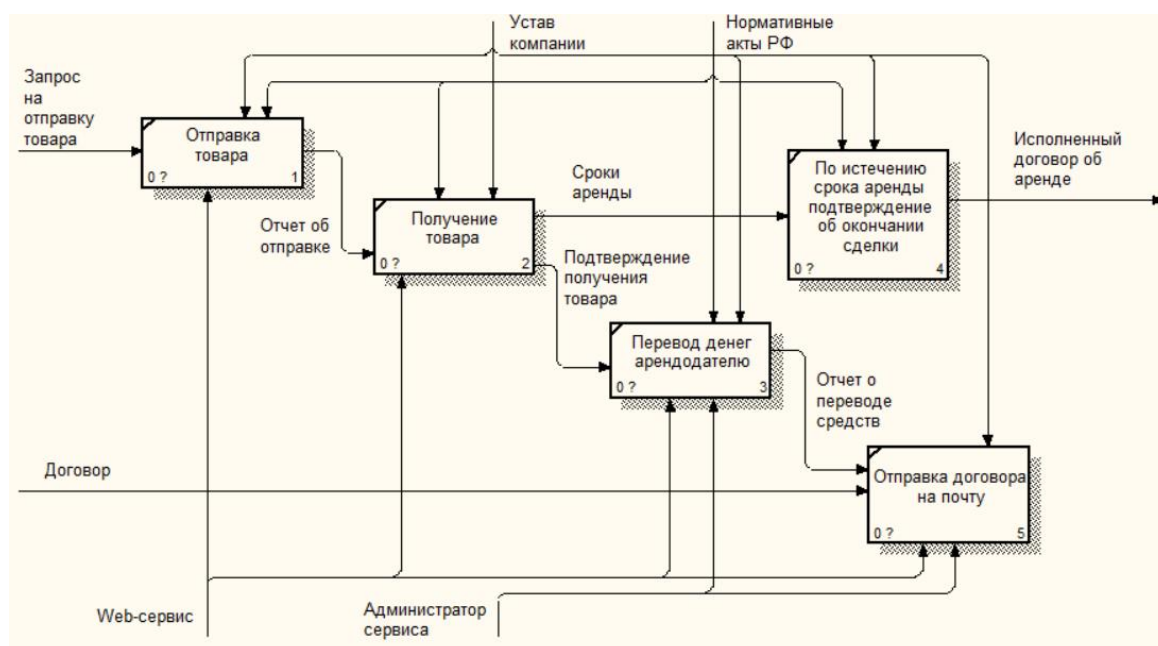 Устав
компании
Нормативные
акты РФ
Запрос
на
отправку
товара
Отправка
товара
0 ?
1
Отчет об
отправке
Получение
товара
0 ?
2
Сроки
аренды
Подтверждение
получения
товара
По истечению
срока аренды
подтверждение
об окончании
сделки
0 ?
4
Исполненный
договор об
аренде
Перевод денег
арендодателю
0 ?
3
Отчет о
переводе
средств
Договор
Отправка договора
на почту
0 ?
5
Web-сервис
Администратор
сервиса